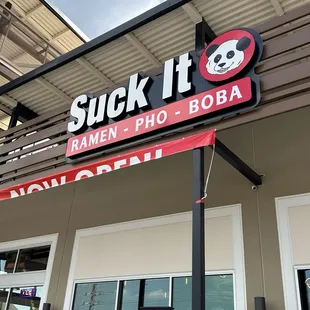 Suck It
RAMEN - PHO - BOBA
NOW OPEN!